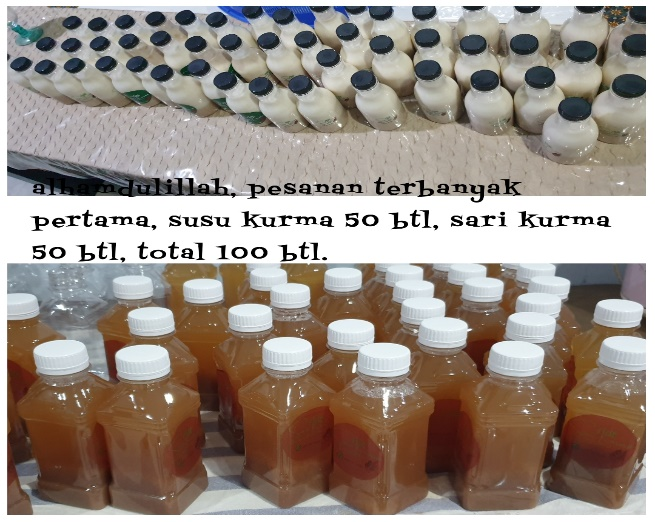 alhamdulillah, pesanan terbanyak
pertama, susu kurma 50 btl, sari kurma
50 btl, total 100 btl.